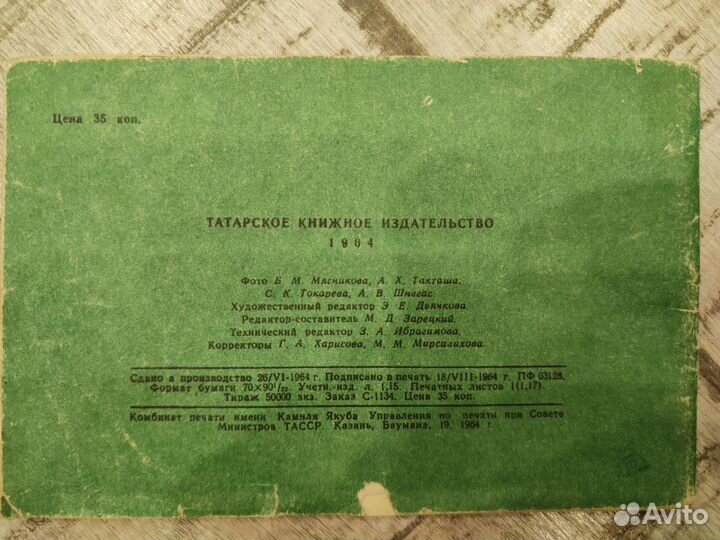 Цена 35 коп.
ТАТАРСКОЕ КНИЖНОЕ ИЗДАТЕЛЬСТВО
1964
Фото Б. М. Мясникова, А. Х. Такташа,
С. К. Токарева, А. В. Шивгас.
Художественный редактор Э. Е. Дьячкова.
Редактор-составитель М. Д. Зарецкий.
Технический редактор З. А. Ибрагимова.
Корректоры Г. А. Харисова, М. М. Мирсалихова.
Сдано в производство 26/VI-1964 г. Подписано в печать 18/VIII-1964 г. ПФ 03128.
Формат бумаги 70×90¹/₃₂. Учетн.-изд. л. 1,15. Печатных листов 1(1,17).
Тираж 50000 экз. Заказ С-1134. Цена 35 коп.
Комбинат печати имени Камиля Якуба Управления по печати при Совете
Министров ТАССР. Казань, Баумана, 19. 1964 г.
Avito